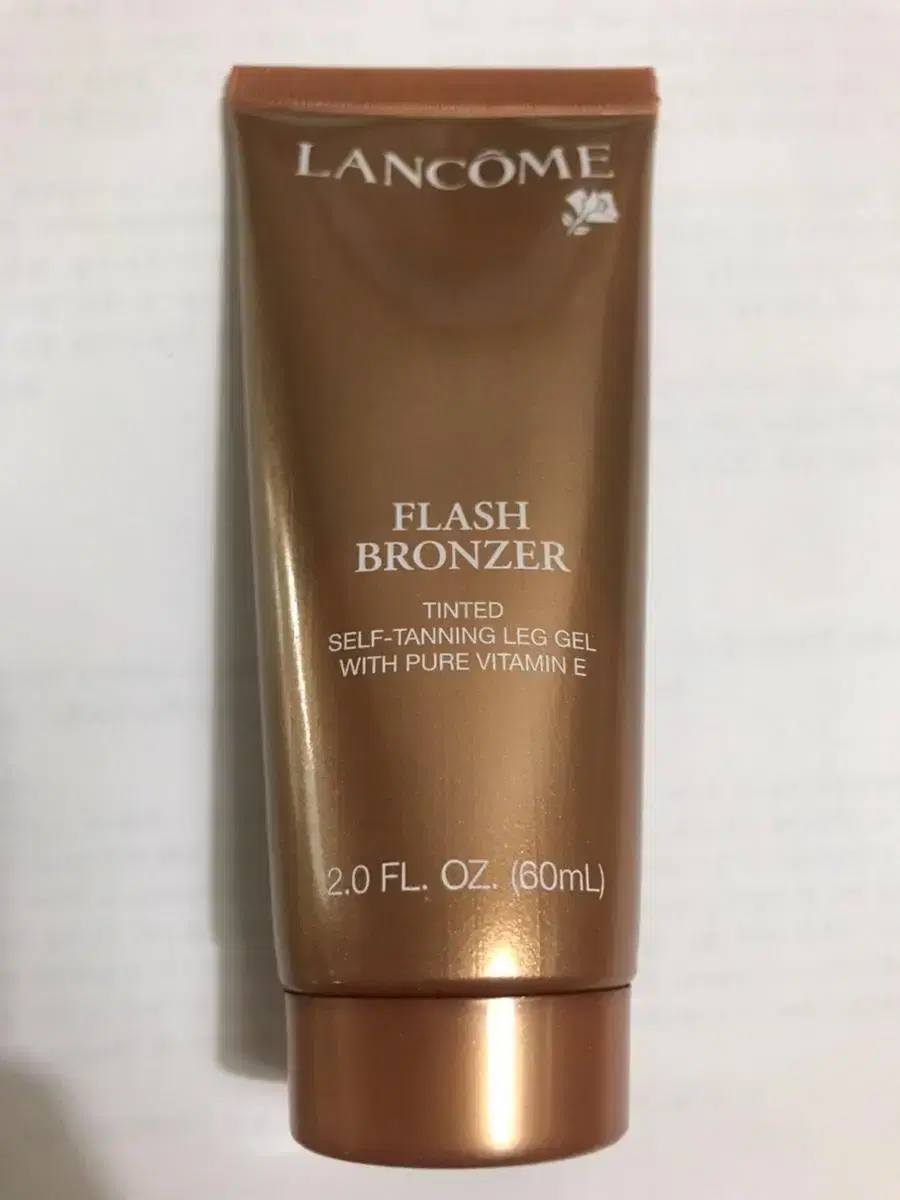 LANCÔME
FLASH
BRONZER
TINTED
SELF-TANNING LEG GEL
WITH PURE VITAMIN E
2.0 FL. OZ. (60mL)